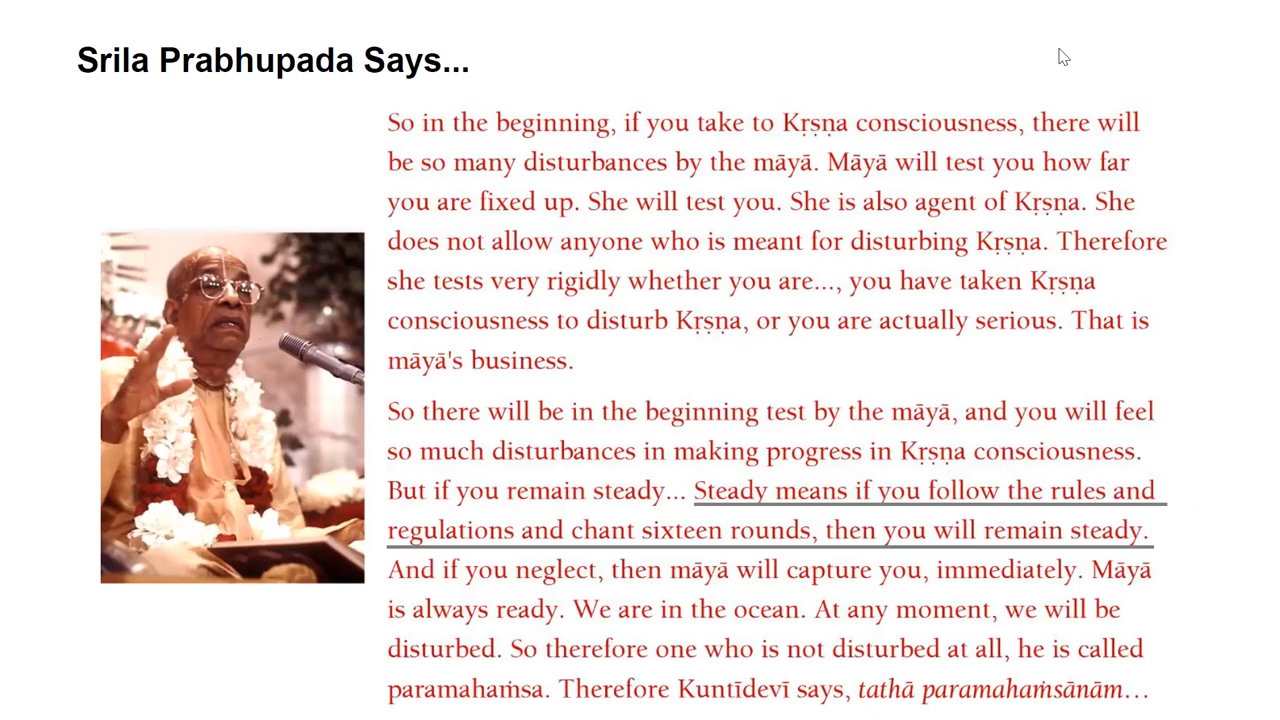 Srila Prabhupada Says...
So in the beginning, if you take to Kṛṣṇa consciousness, there will
be so many disturbances by the māyā. Māyā will test you how far
you are fixed up. She will test you. She is also agent of Kṛṣṇa. She
does not allow anyone who is meant for disturbing Kṛṣṇa. Therefore
she tests very rigidly whether you are..., you have taken Kṛṣṇa
consciousness to disturb Kṛṣṇa, or you are actually serious. That is
māyā's business.
So there will be in the beginning test by the māyā, and you will feel
so much disturbances in making progress in Kṛṣṇa consciousness.
But if you remain steady... Steady means if you follow the rules and
regulations and chant sixteen rounds, then you will remain steady.
And if you neglect, then māyā will capture you, immediately. Māyā
is always ready. We are in the ocean. At any moment, we will be
disturbed. So therefore one who is not disturbed at all, he is called
paramahaṁsa. Therefore Kuntīdevī says, tathā paramahaṁsānām...